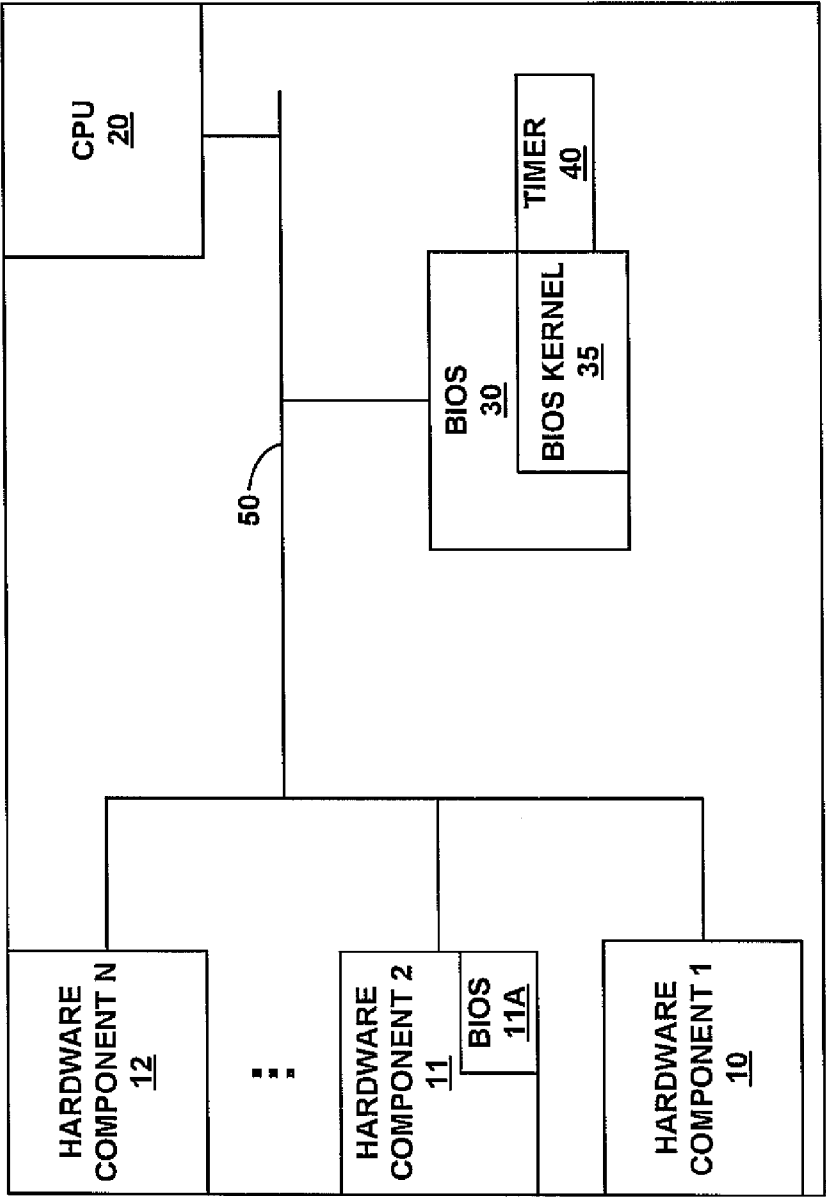 HARDWARE
COMPONENT N
12
CPU
20
50
HARDWARE
COMPONENT 2
11
BIOS
11A
BIOS
30
BIOS KERNEL
35
TIMER
40
HARDWARE
COMPONENT 1
10